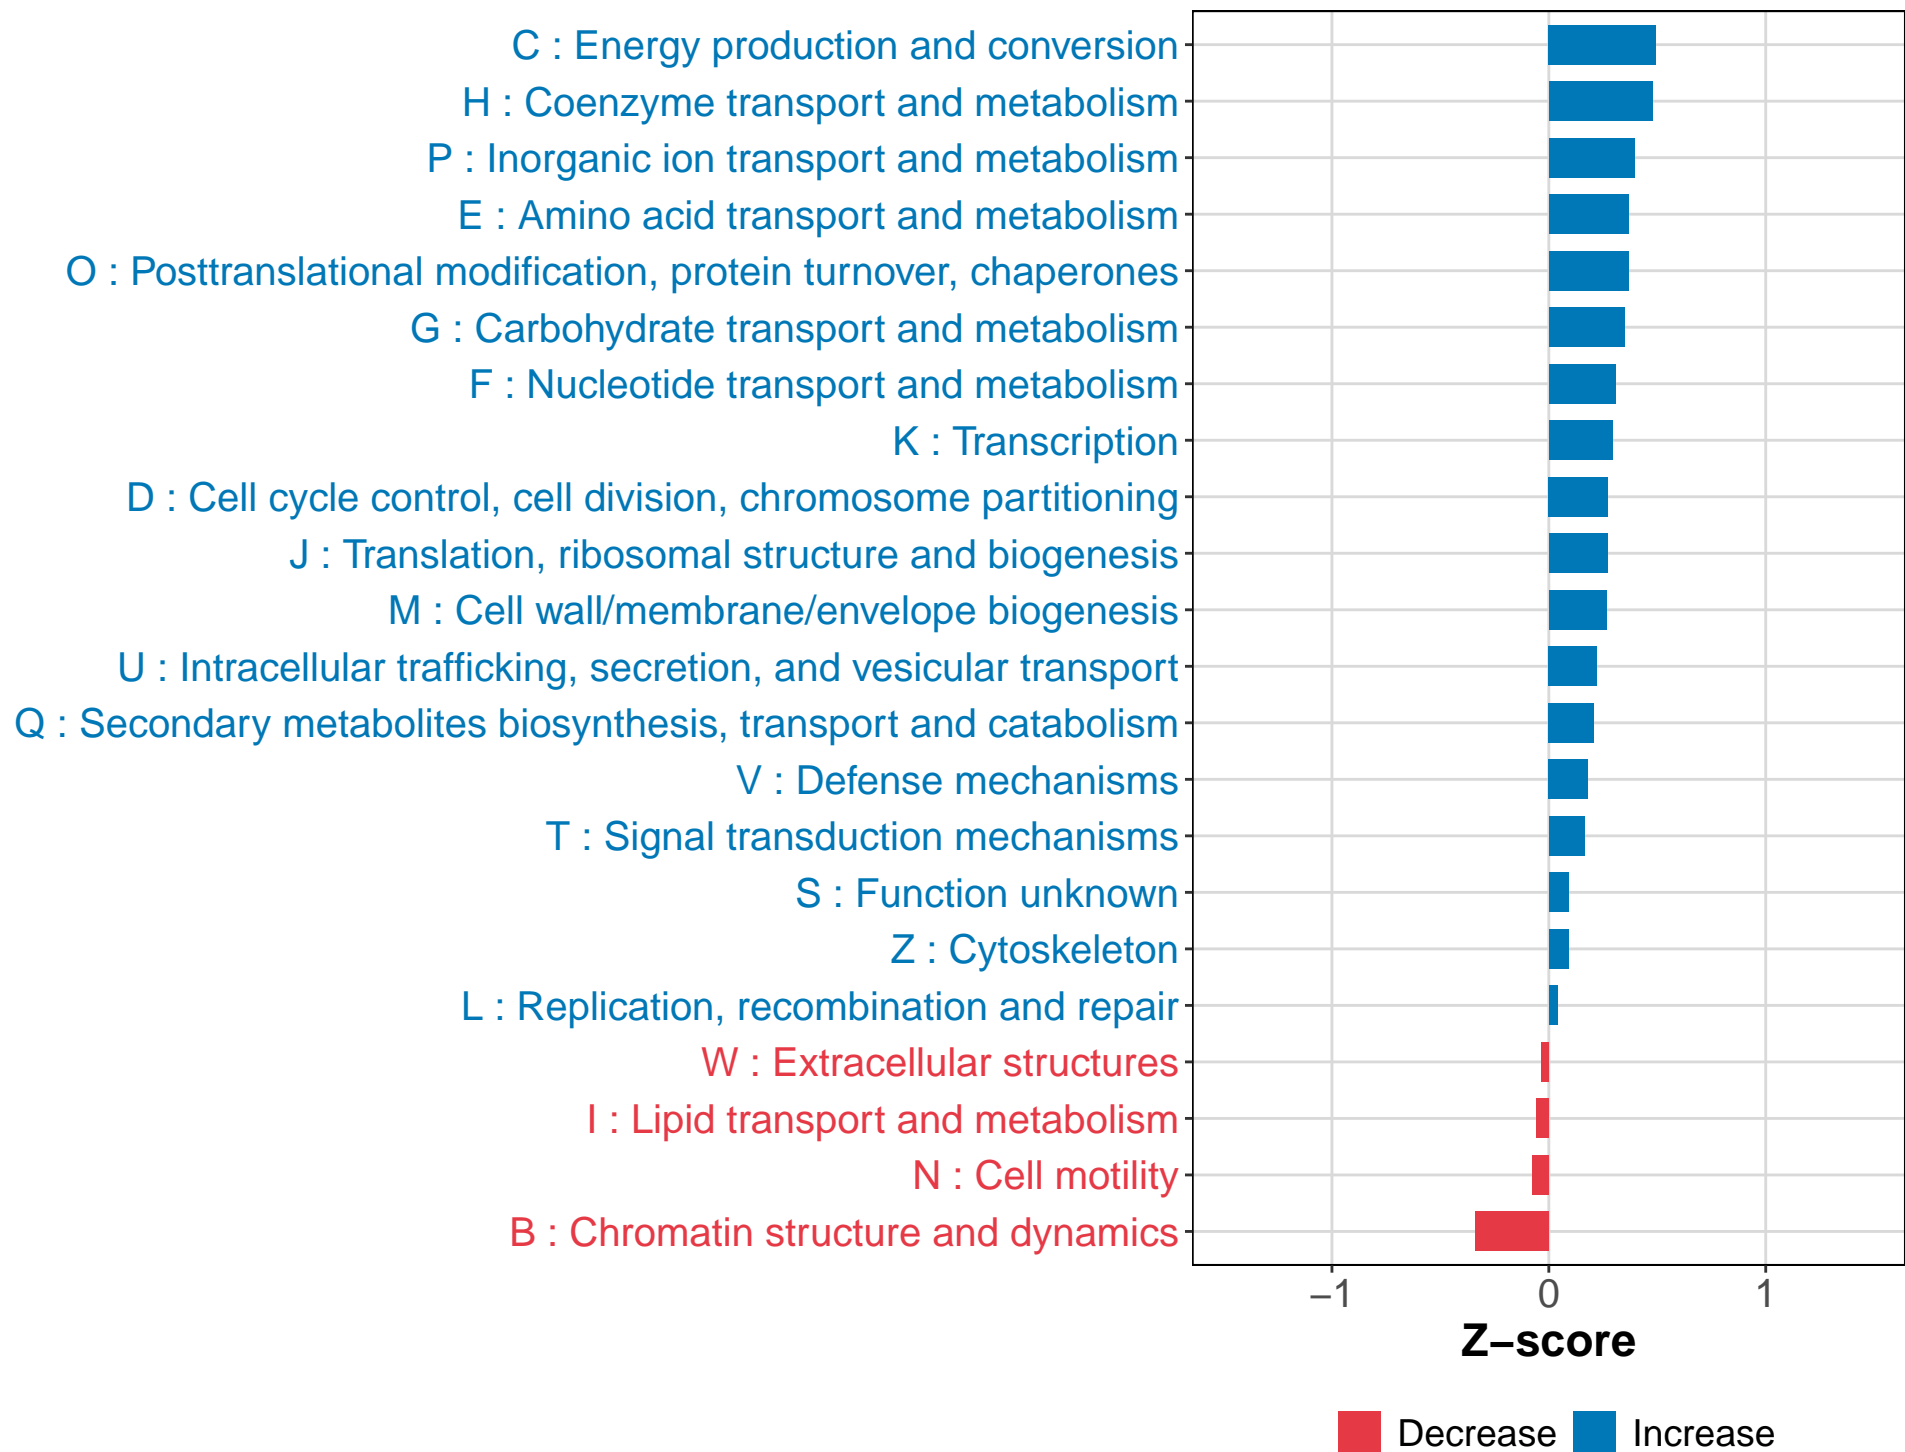 C : Energy production and conversion
H : Coenzyme transport and metabolism
P : Inorganic ion transport and metabolism
E : Amino acid transport and metabolism
O : Posttranslational modification, protein turnover, chaperones
G : Carbohydrate transport and metabolism
F : Nucleotide transport and metabolism
K : Transcription
D : Cell cycle control, cell division, chromosome partitioning
J : Translation, ribosomal structure and biogenesis
M : Cell wall/membrane/envelope biogenesis
U : Intracellular trafficking, secretion, and vesicular transport
Q : Secondary metabolites biosynthesis, transport and catabolism
V : Defense mechanisms
T : Signal transduction mechanisms
S : Function unknown
Z : Cytoskeleton
L : Replication, recombination and repair
W : Extracellular structures
I : Lipid transport and metabolism
N : Cell motility
B : Chromatin structure and dynamics
−1 0 1
Z−score
Decrease Increase